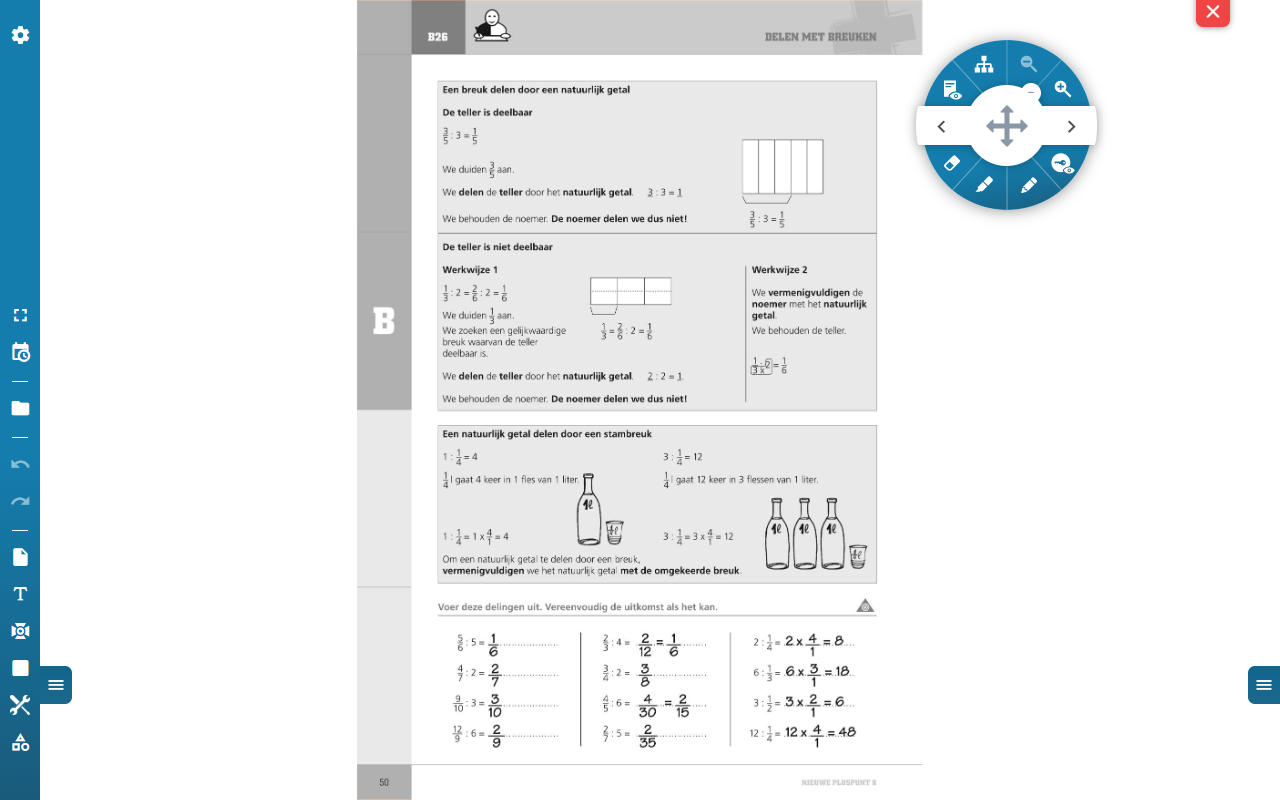 B26
DELEN MET BREUKEN
B
Een breuk delen door een natuurlijk getal
De teller is deelbaar
3/5 : 3 = 1/5
We duiden 3/5 aan.
We delen de teller door het natuurlijk getal. 3 : 3 = 1
We behouden de noemer. De noemer delen we dus niet!
3/5 : 3 = 1/5
De teller is niet deelbaar
Werkwijze 1
1/3 : 2 = 2/6 : 2 = 1/6
We duiden 1/3 aan.
We zoeken een gelijkwaardige
breuk waarvan de teller
deelbaar is.
1/3 = 2/6 : 2 = 1/6
We delen de teller door het natuurlijk getal. 2 : 2 = 1
We behouden de noemer. De noemer delen we dus niet!
Werkwijze 2
We vermenigvuldigen de
noemer met het natuurlijk
getal.
We behouden de teller.
1/3 : 2 = 1/6
x
Een natuurlijk getal delen door een stambreuk
1 : 1/4 = 4
1/4 l gaat 4 keer in 1 fles van 1 liter.
1l
1/4 l
1 : 1/4 = 1 x 4/1 = 4
3 : 1/4 = 12
1/4 l gaat 12 keer in 3 flessen van 1 liter.
1l 1l 1l
1/4 l
3 : 1/4 = 3 x 4/1 = 12
Om een natuurlijk getal te delen door een breuk,
vermenigvuldigen we het natuurlijk getal met de omgekeerde breuk.
Voer deze delingen uit. Vereenvoudig de uitkomst als het kan.
5/6 : 5 = 1/6
4/7 : 2 = 2/7
9/10 : 3 = 3/10
12/9 : 6 = 2/9
2/3 : 4 = 2/12 = 1/6
3/4 : 2 = 3/8
4/5 : 6 = 4/30 = 2/15
2/7 : 5 = 2/35
2 : 1/4 = 2 x 4/1 = 8
6 : 1/3 = 6 x 3/1 = 18
3 : 1/2 = 3 x 2/1 = 6
12 : 1/4 = 12 x 4/1 = 48
50
NIEUWE PLUSPUNT 6